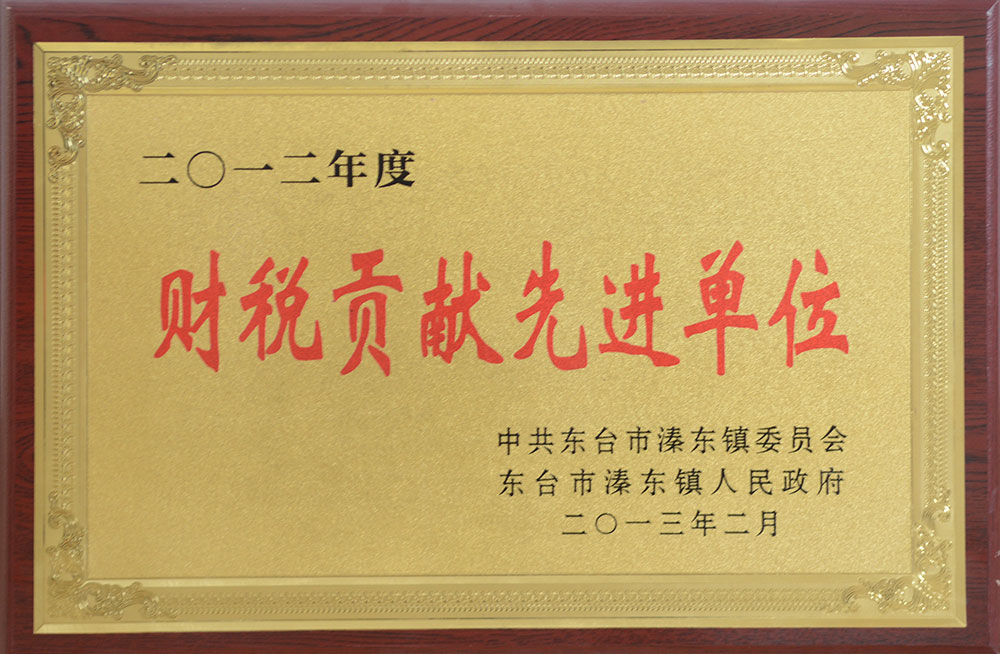 二〇一二年度
财税贡献先进单位
中共东台市溱东镇委员会
东台市溱东镇人民政府
二〇一三年二月